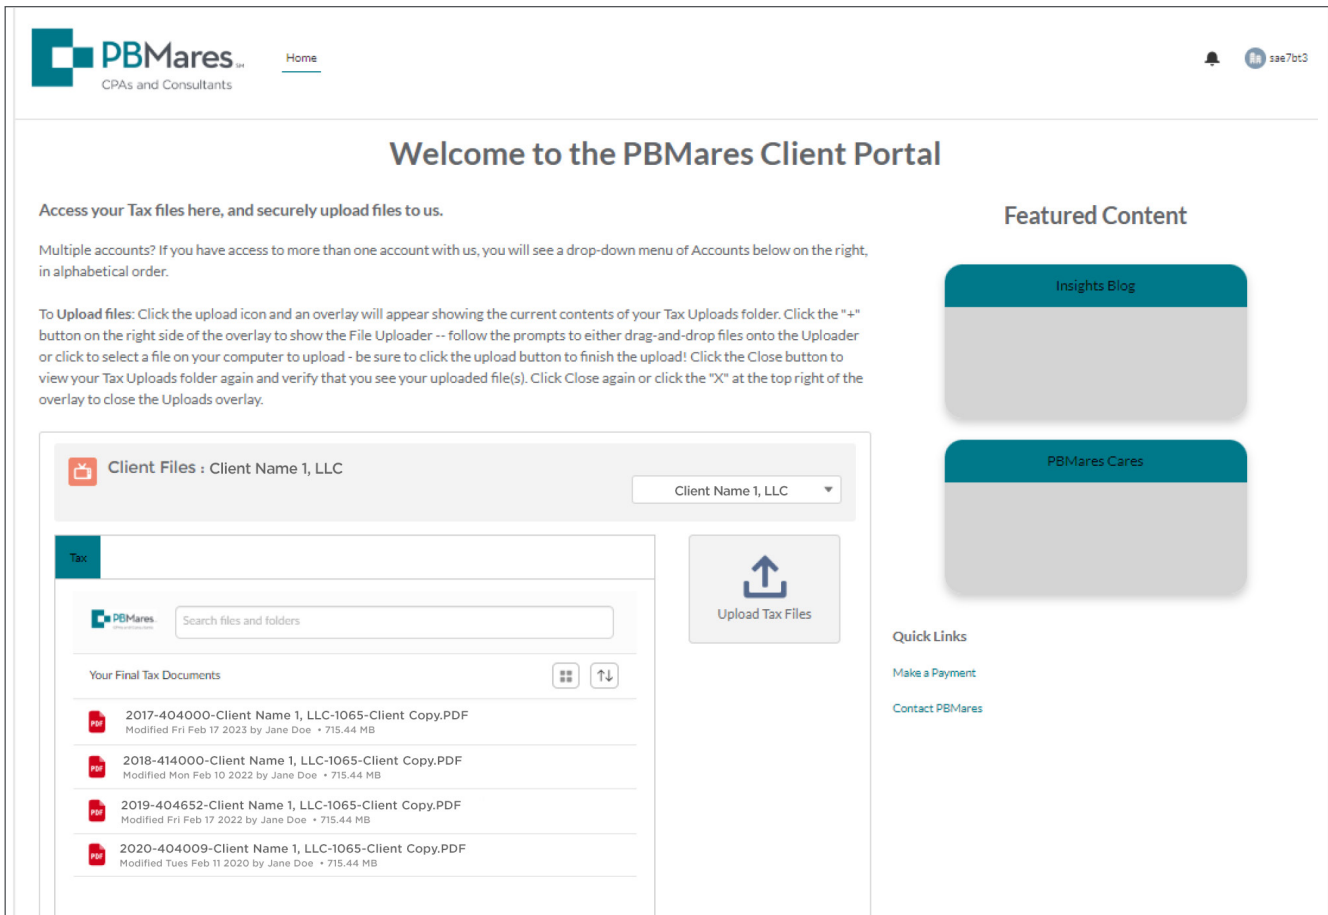 PBMares
SM
CPAs and Consultants
Home
sae7bt3
Welcome to the PBMares Client Portal
Access your Tax files here, and securely upload files to us.
Multiple accounts? If you have access to more than one account with us, you will see a drop-down menu of Accounts below on the right,
in alphabetical order.
To Upload files: Click the upload icon and an overlay will appear showing the current contents of your Tax Uploads folder. Click the "+"
button on the right side of the overlay to show the File Uploader -- follow the prompts to either drag-and-drop files onto the Uploader
or click to select a file on your computer to upload - be sure to click the upload button to finish the upload! Click the Close button to
view your Tax Uploads folder again and verify that you see your uploaded file(s). Click Close again or click the "X" at the top right of the
overlay to close the Uploads overlay.
Client Files : Client Name 1, LLC
Client Name 1, LLC
Tax
PBMares
CPAs and Consultants
Search files and folders
Your Final Tax Documents
PDF
2017-404000-Client Name 1, LLC-1065-Client Copy.PDF
Modified Fri Feb 17 2023 by Jane Doe • 715.44 MB
PDF
2018-414000-Client Name 1, LLC-1065-Client Copy.PDF
Modified Mon Feb 10 2022 by Jane Doe • 715.44 MB
PDF
2019-404652-Client Name 1, LLC-1065-Client Copy.PDF
Modified Fri Feb 17 2022 by Jane Doe • 715.44 MB
PDF
2020-404009-Client Name 1, LLC-1065-Client Copy.PDF
Modified Tues Feb 11 2020 by Jane Doe • 715.44 MB
Upload Tax Files
Featured Content
Insights Blog
PBMares Cares
Quick Links
Make a Payment
Contact PBMares